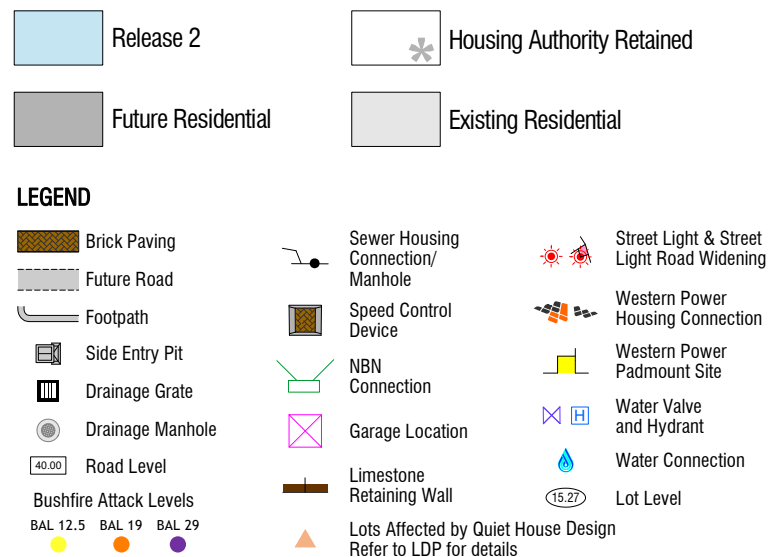 Release 2
Housing Authority Retained
Future Residential
Existing Residential
LEGEND
Brick Paving
Future Road
Footpath
Side Entry Pit
Drainage Grate
Drainage Manhole
40.00
Road Level
Bushfire Attack Levels
BAL 12.5 BAL 19 BAL 29
Sewer Housing
Connection/
Manhole
Speed Control
Device
NBN
Connection
Garage Location
Limestone
Retaining Wall
Lots Affected by Quiet House Design
Refer to LDP for details
Street Light & Street
Light Road Widening
Western Power
Housing Connection
Western Power
Padmount Site
H
Water Valve
and Hydrant
Water Connection
15.27
Lot Level